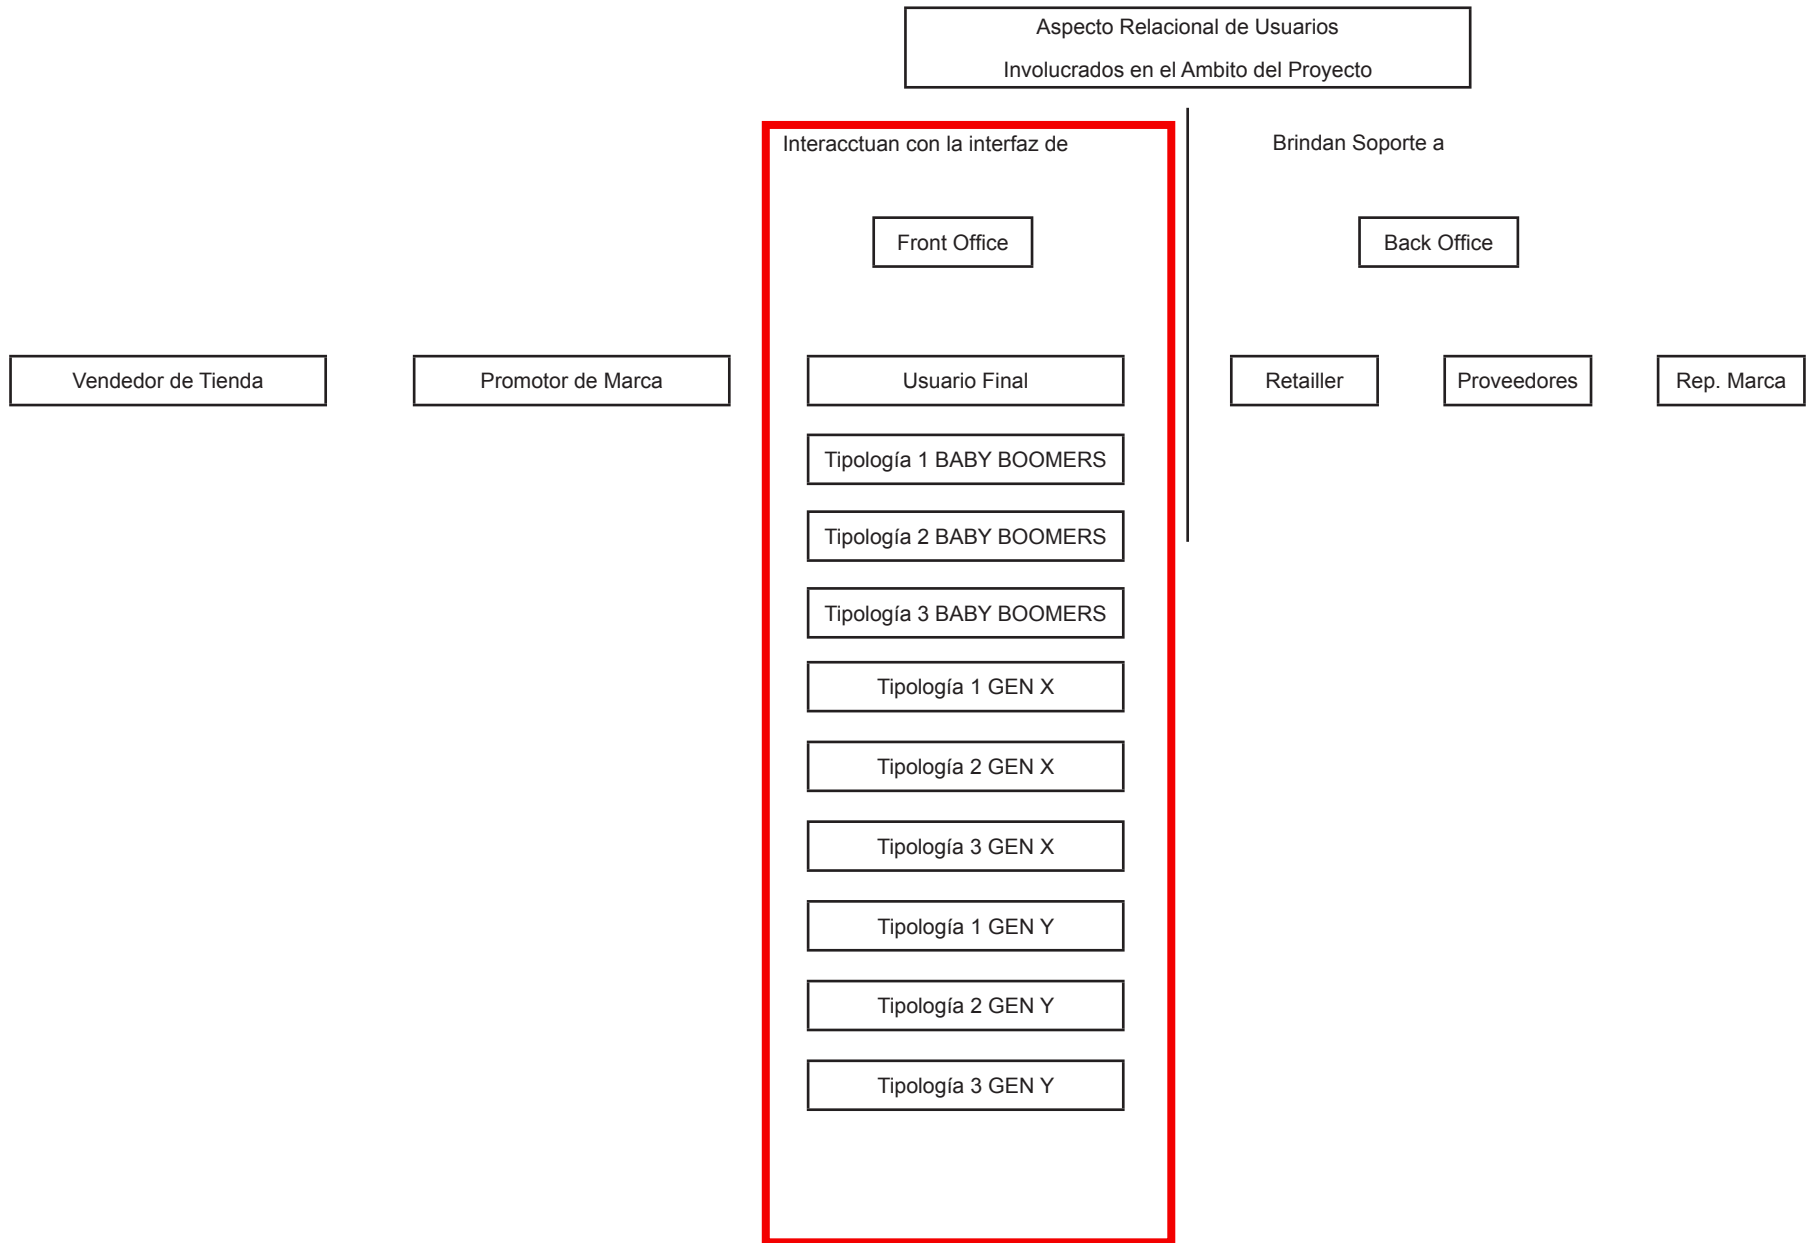 Aspecto Relacional de Usuarios
Involucrados en el Ambito del Proyecto
Interacctuan con la interfaz de
Brindan Soporte a
Front Office
Back Office
Vendedor de Tienda
Promotor de Marca
Usuario Final
Retailler
Proveedores
Rep. Marca
Tipología 1 BABY BOOMERS
Tipología 2 BABY BOOMERS
Tipología 3 BABY BOOMERS
Tipología 1 GEN X
Tipología 2 GEN X
Tipología 3 GEN X
Tipología 1 GEN Y
Tipología 2 GEN Y
Tipología 3 GEN Y